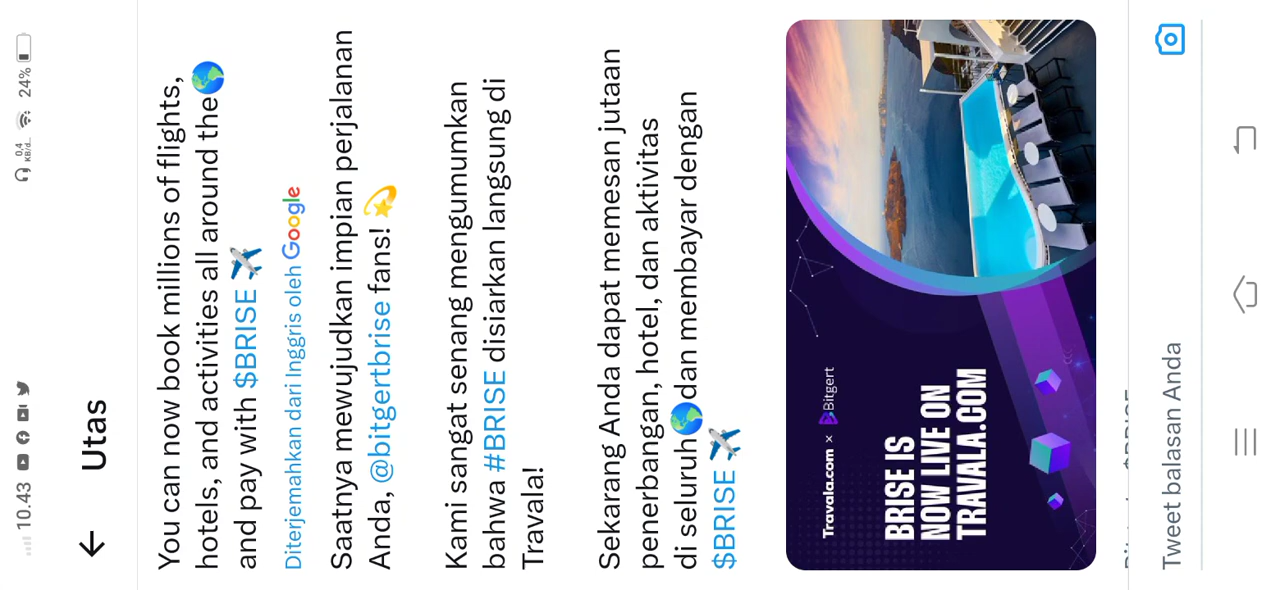 10.43
0,4
KB/d..
24%
Utas
You can now book millions of flights,
hotels, and activities all around the🌎
and pay with $BRISE ✈️
Diterjemahkan dari Inggris oleh Google
Saatnya mewujudkan impian perjalanan
Anda, @bitgertbrise fans! 💫
Kami sangat senang mengumumkan
bahwa #BRISE disiarkan langsung di
Travala!
Sekarang Anda dapat memesan jutaan
penerbangan, hotel, dan aktivitas
di seluruh🌎dan membayar dengan
$BRISE ✈️
Travala.com × Bitgert
BRISE IS
NOW LIVE ON
TRAVALA.COM
Tweet balasan Anda